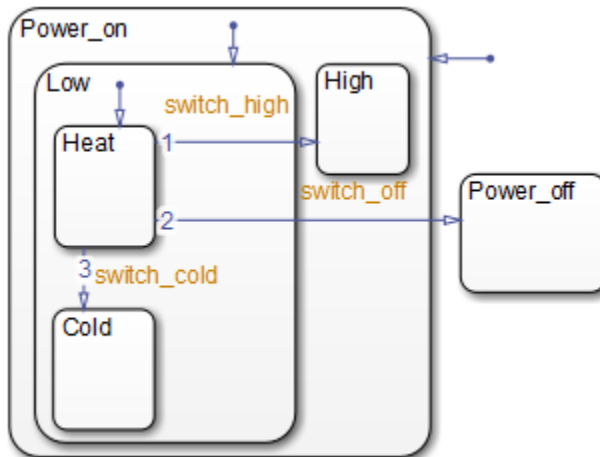 Power_on
Low
High
switch_high
Heat
1
switch_off
Power_off
2
3
switch_cold
Cold